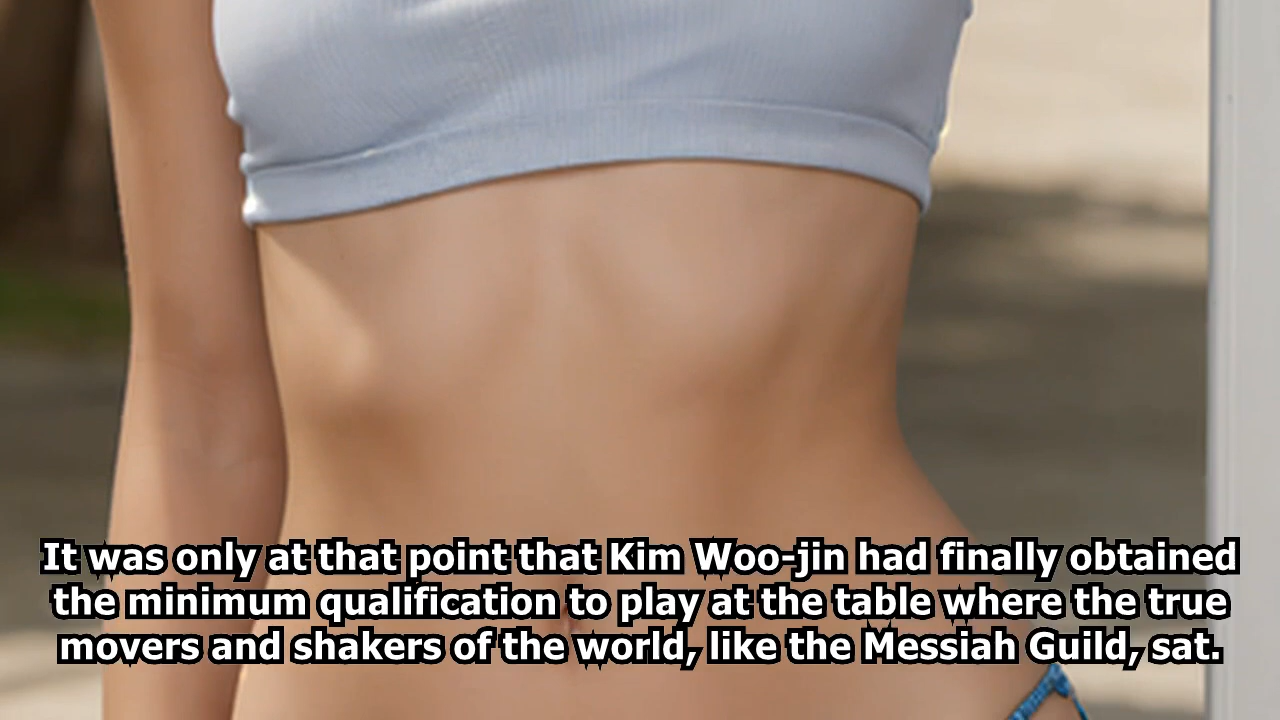 It was only at that point that Kim Woo-jin had finally obtained
the minimum qualification to play at the table where the true
movers and shakers of the world, like the Messiah Guild, sat.